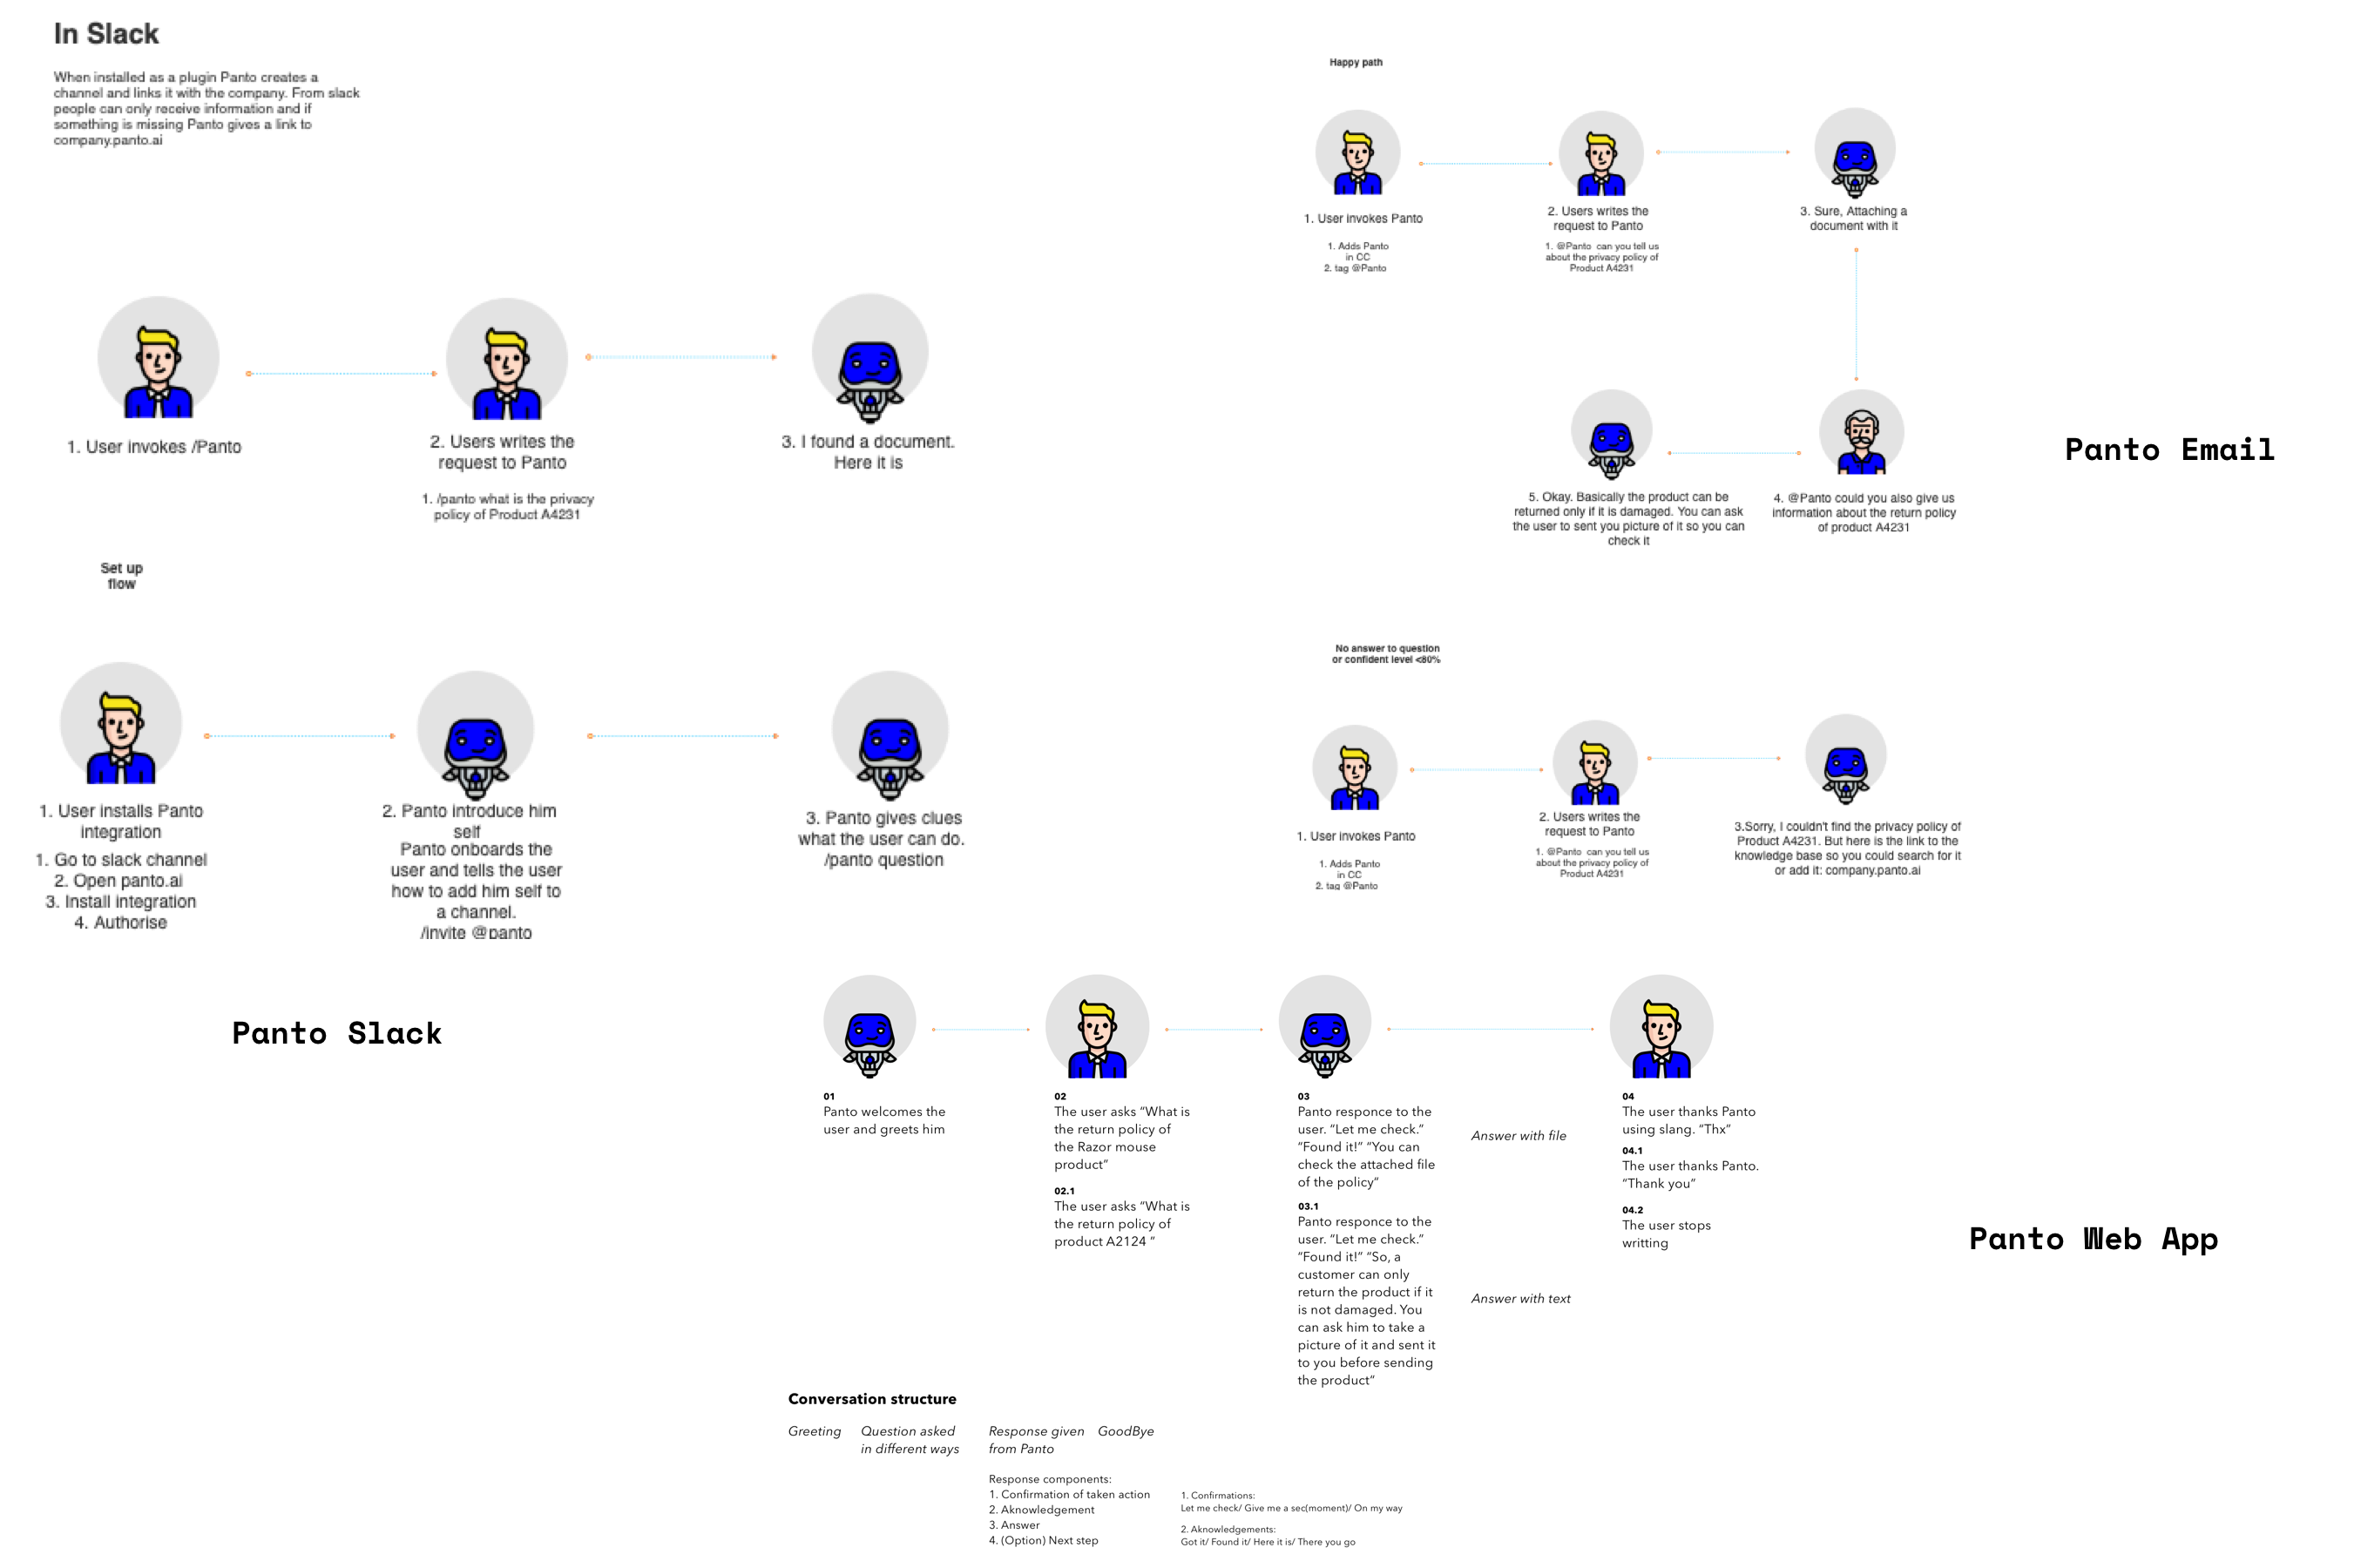 In Slack
When installed as a plugin Panto creates a
channel and links it with the company. From slack
people can only receive information and if
something is missing Panto gives a link to
company.panto.ai
1. User invokes /Panto
2. Users writes the
request to Panto
1. /panto what is the privacy
policy of Product A4231
3. I found a document.
Here it is
Set up
flow
1. User installs Panto
integration
1. Go to slack channel
2. Open panto.ai
3. Install integration
4. Authorise
2. Panto introduce him
self
Panto onboards the
user and tells the user
how to add him self to
a channel.
/invite @panto
3. Panto gives clues
what the user can do.
/panto question
Panto Slack
Happy path
1. User invokes Panto
1. Adds Panto
in CC
2. tag @Panto
2. Users writes the
request to Panto
1. @Panto can you tell us
about the privacy policy of
Product A4231
3. Sure, Attaching a
document with it
4. @Panto could you also give us
information about the return policy
of product A4231
5. Okay. Basically the product can be
returned only if it is damaged. You can ask
the user to sent you picture of it so you can
check it
Panto Email
No answer to question
or confident level <80%
1. User invokes Panto
1. Adds Panto
in CC
2. tag @Panto
2. Users writes the
request to Panto
1. @Panto can you tell us
about the privacy policy of
Product A4231
3.Sorry, I couldn't find the privacy policy of
Product A4231. But here is the link to the
knowledge base so you could search for it
or add it: company.panto.ai
01
Panto welcomes the
user and greets him
02
The user asks “What is
the return policy of
the Razor mouse
product”
02.1
The user asks “What is
the return policy of
product A2124 ”
03
Panto responce to the
user. “Let me check.”
“Found it!” “You can
check the attached file
of the policy”
Answer with file
03.1
Panto responce to the
user. “Let me check.”
“Found it!” “So, a
customer can only
return the product if it
is not damaged. You
can ask him to take a
picture of it and sent it
to you before sending
the product”
Answer with text
04
The user thanks Panto
using slang. “Thx”
04.1
The user thanks Panto.
“Thank you”
04.2
The user stops
writting
Panto Web App
Conversation structure
Greeting
Question asked
in different ways
Response given
from Panto
GoodBye
Response components:
1. Confirmation of taken action
2. Aknowledgement
3. Answer
4. (Option) Next step
1. Confirmations:
Let me check/ Give me a sec(moment)/ On my way
2. Aknowledgements:
Got it/ Found it/ Here it is/ There you go